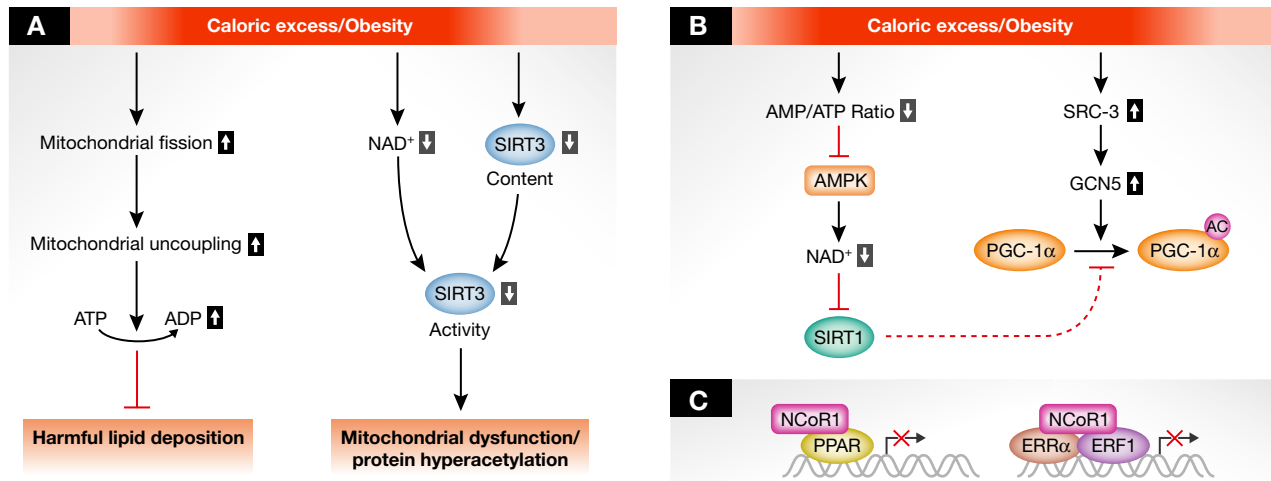 A
Caloric excess/Obesity
Mitochondrial fission
Mitochondrial uncoupling
ATP
ADP
Harmful lipid deposition
NAD⁺
SIRT3
Content
SIRT3
Activity
Mitochondrial dysfunction/
protein hyperacetylation
B
Caloric excess/Obesity
AMP/ATP Ratio
AMPK
NAD⁺
SIRT1
SRC-3
GCN5
PGC-1α
PGC-1α
AC
C
NCoR1
PPAR
NCoR1
ERRα
ERF1